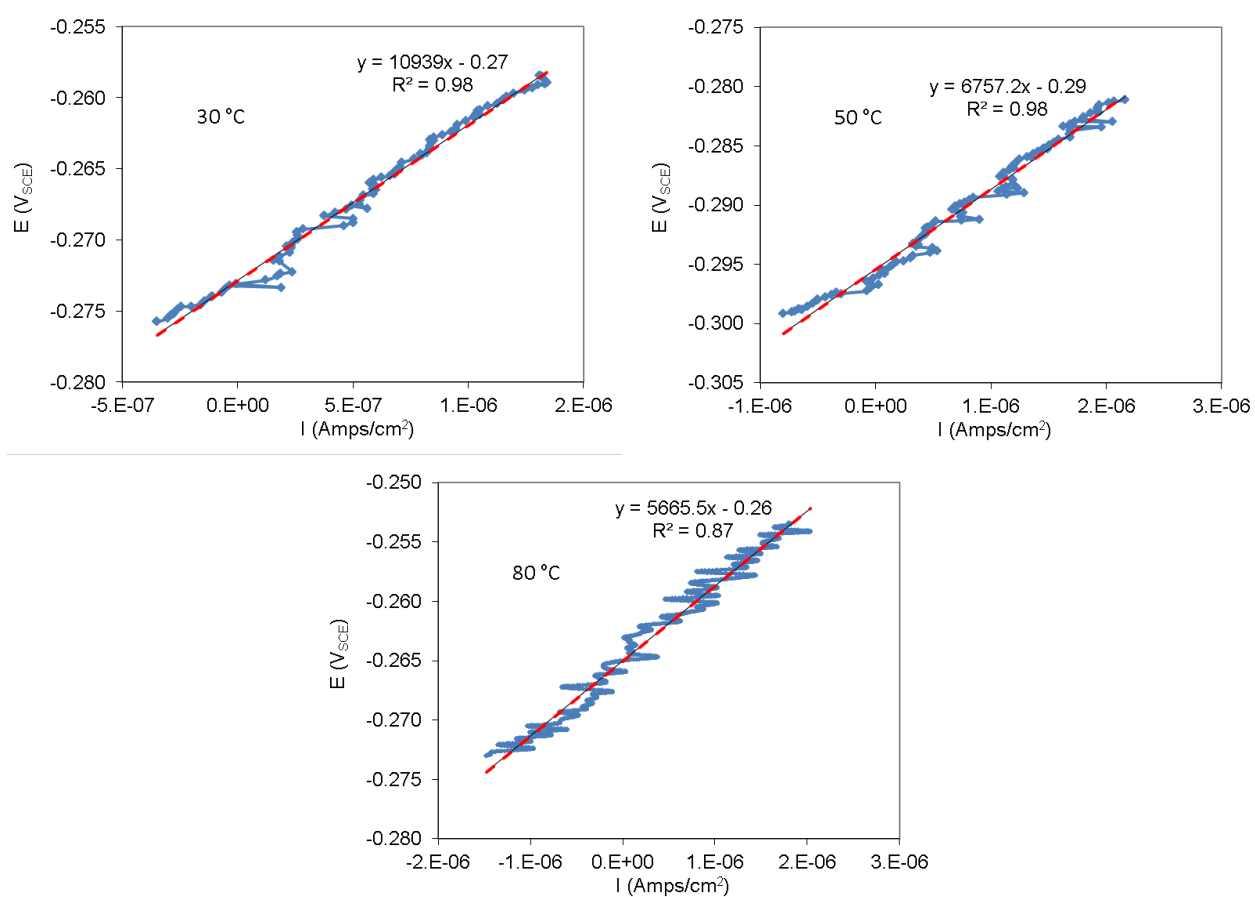 -0.255
-0.260
-0.265
-0.270
-0.275
-0.280
E (VSCE)
y = 10939x - 0.27
R² = 0.98
30 °C
-5.E-07 0.E+00 5.E-07 1.E-06 2.E-06
I (Amps/cm²)
-0.275
-0.280
-0.285
-0.290
-0.295
-0.300
-0.305
E (VSCE)
y = 6757.2x - 0.29
R² = 0.98
50 °C
-1.E-06 0.E+00 1.E-06 2.E-06 3.E-06
I (Amps/cm²)
-0.250
-0.255
-0.260
-0.265
-0.270
-0.275
-0.280
E (VSCE)
y = 5665.5x - 0.26
R² = 0.87
80 °C
-2.E-06 -1.E-06 0.E+00 1.E-06 2.E-06 3.E-06
I (Amps/cm²)